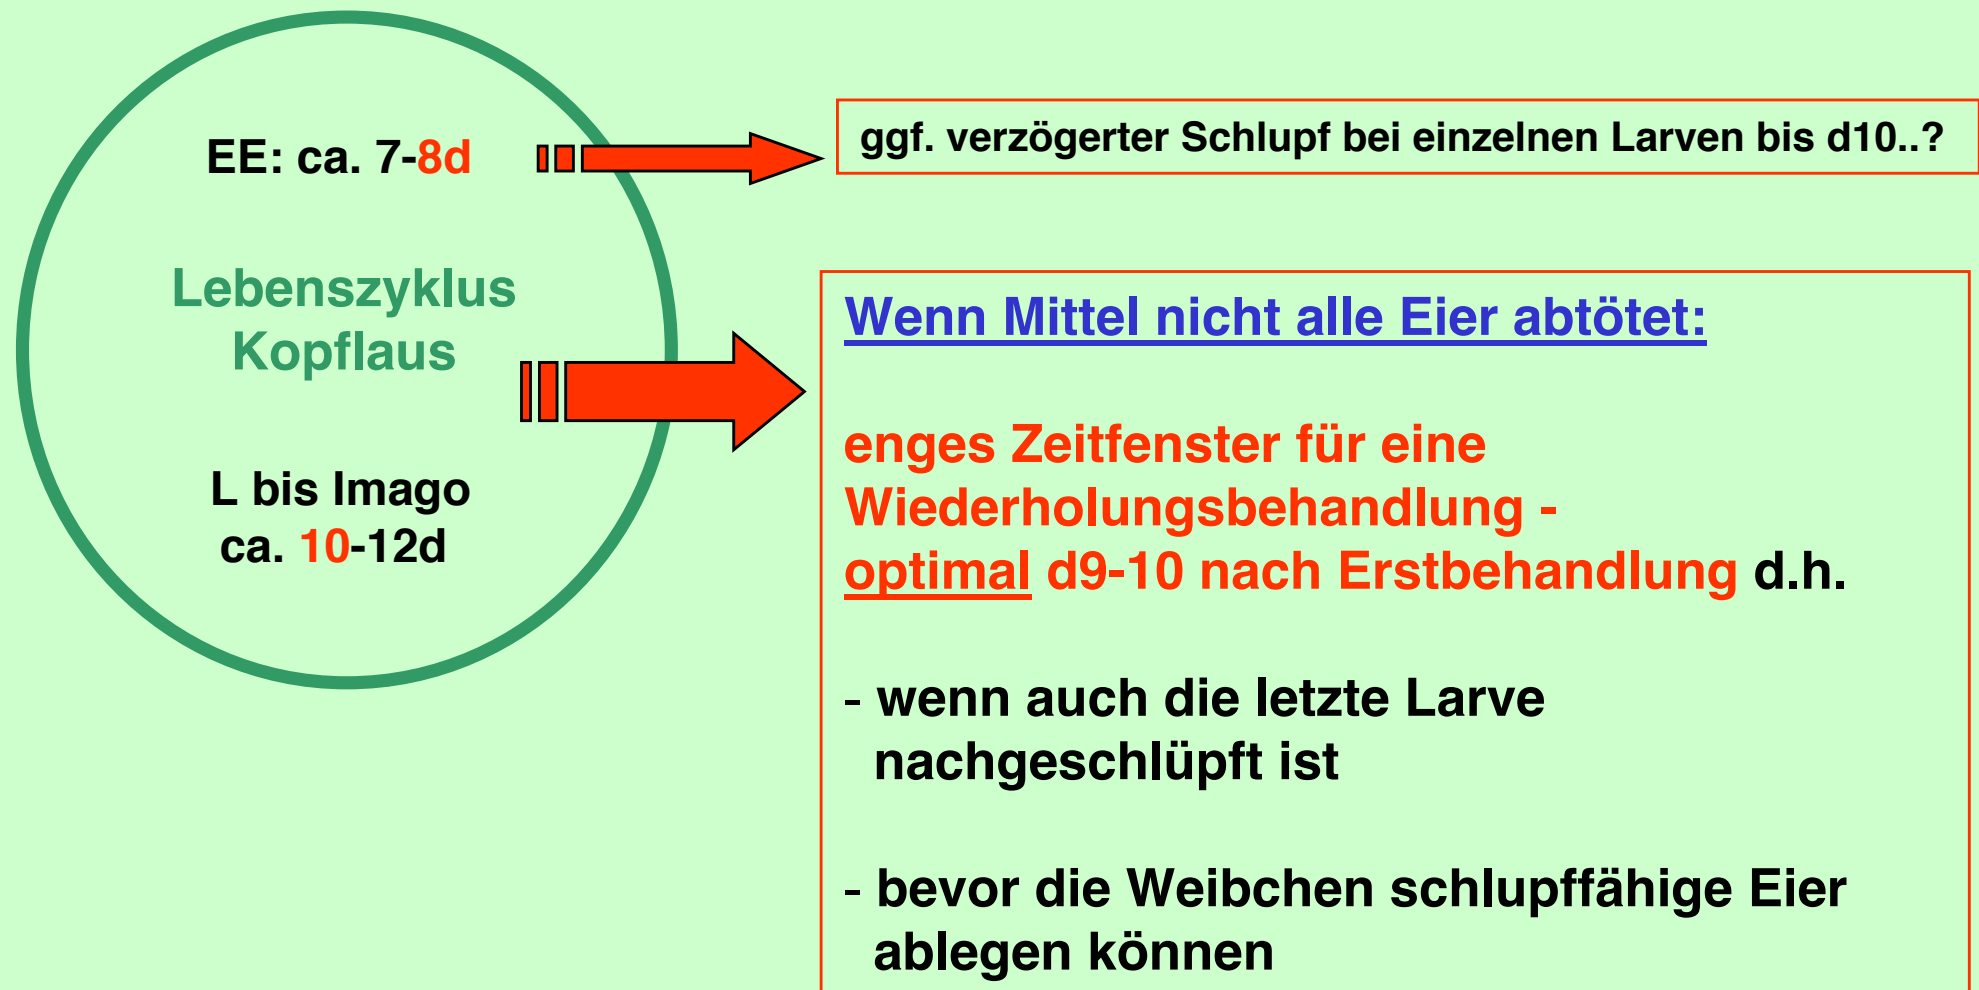 EE: ca. 7-8d
Lebenszyklus
Kopflaus
L bis Imago
ca. 10-12d
ggf. verzögerter Schlupf bei einzelnen Larven bis d10..?
Wenn Mittel nicht alle Eier abtötet:
enges Zeitfenster für eine
Wiederholungsbehandlung -
optimal d9-10 nach Erstbehandlung d.h.
- wenn auch die letzte Larve
nachgeschlüpft ist
- bevor die Weibchen schlupffähige Eier
ablegen können